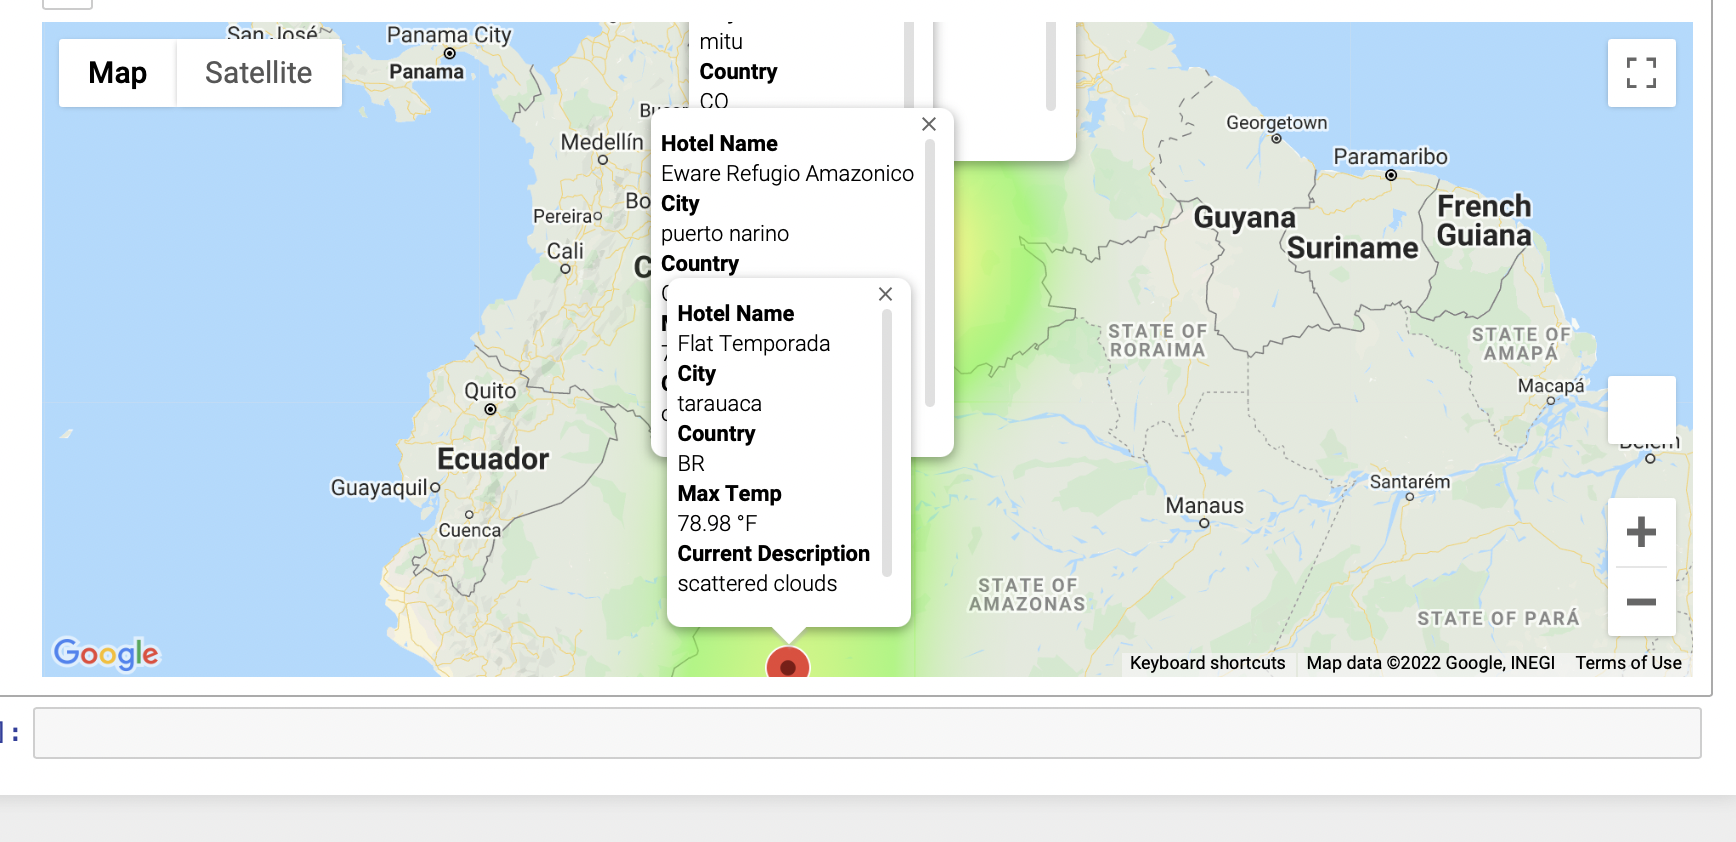 San José
Panama City
Panama
Map
Satellite
mitu
Country
CO
Medellín
Georgetown
Paramaribo
Hotel Name
Eware Refugio Amazonico
City
puerto narino
Country
Pereira
Bo
Cali
C
Guyana
Suriname
French
Guiana
Hotel Name
Flat Temporada
City
tarauaca
Country
BR
Max Temp
78.98 °F
Current Description
scattered clouds
STATE OF
RORAIMA
STATE OF
AMAPÁ
Macapá
Quito
Ecuador
Guayaquil
Cuenca
Belém
Santarém
Manaus
STATE OF
AMAZONAS
STATE OF PARÁ
Google
Keyboard shortcuts
Map data ©2022 Google, INEGI
Terms of Use
]: